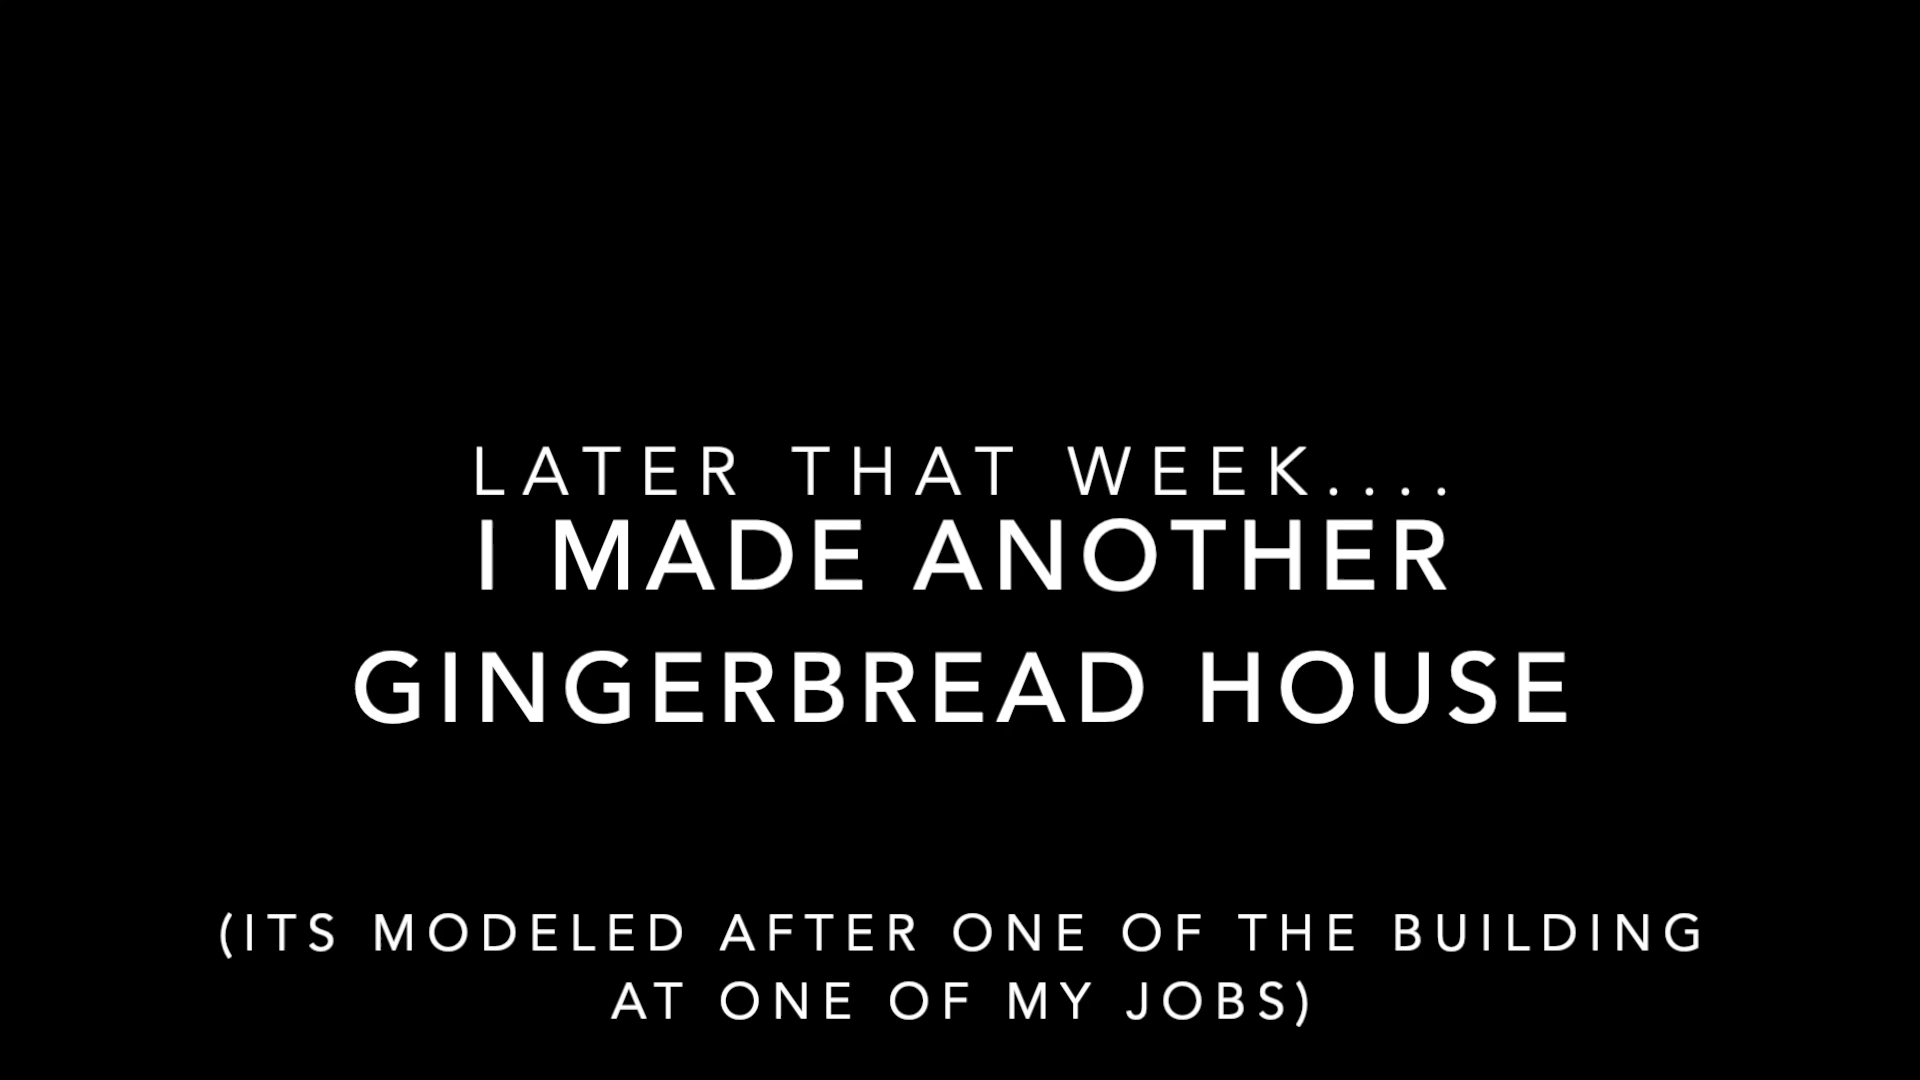 LATER THAT WEEK....
I MADE ANOTHER
GINGERBREAD HOUSE
(ITS MODELED AFTER ONE OF THE BUILDING
AT ONE OF MY JOBS)